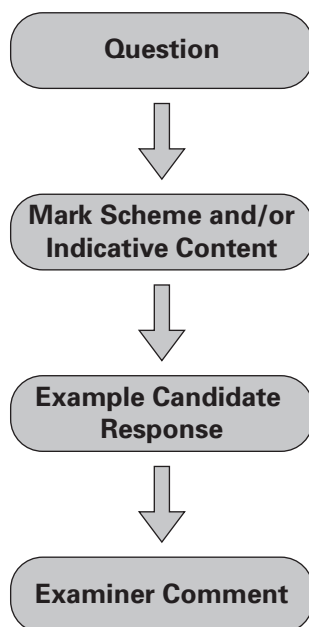 Question
Mark Scheme and/or
Indicative Content
Example Candidate
Response
Examiner Comment